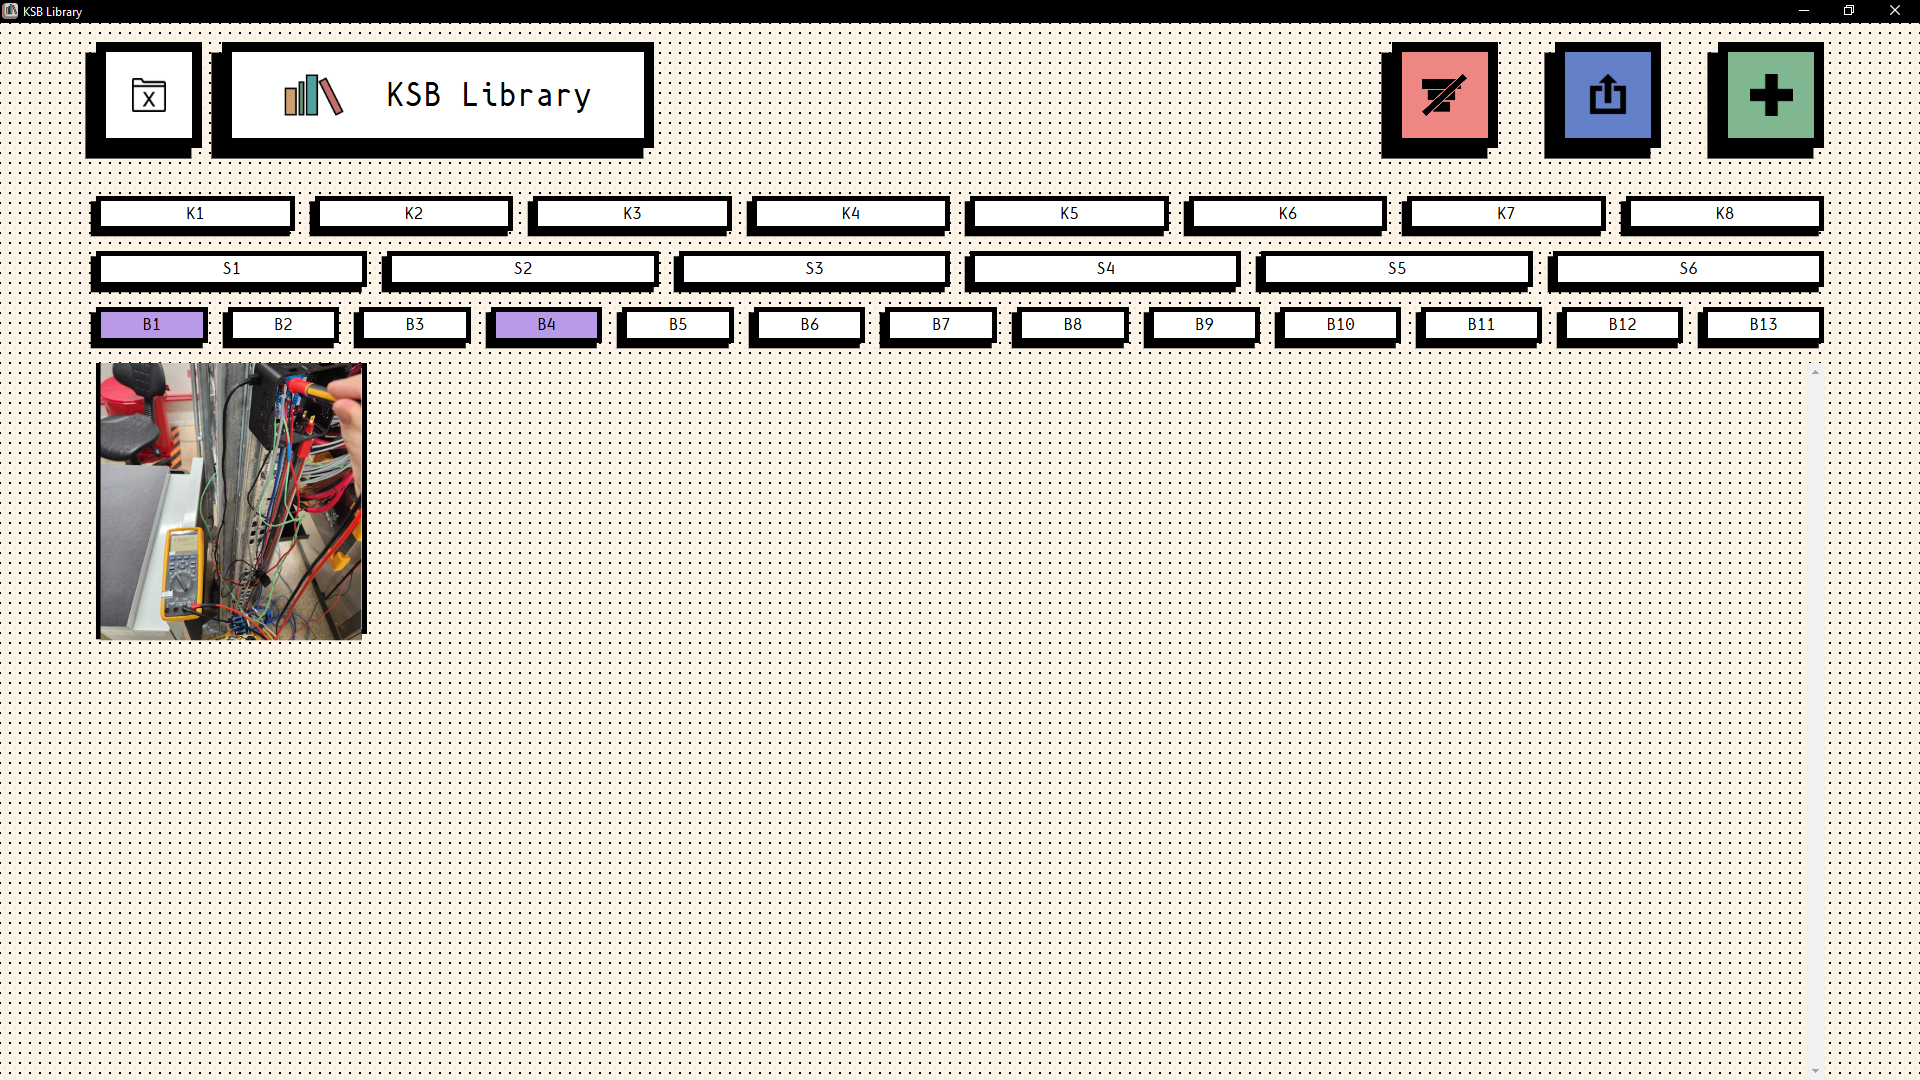 KSB Library
X
KSB Library
K1 K2 K3 K4 K5 K6 K7 K8
S1 S2 S3 S4 S5 S6
B1 B2 B3 B4 B5 B6 B7 B8 B9 B10 B11 B12 B13